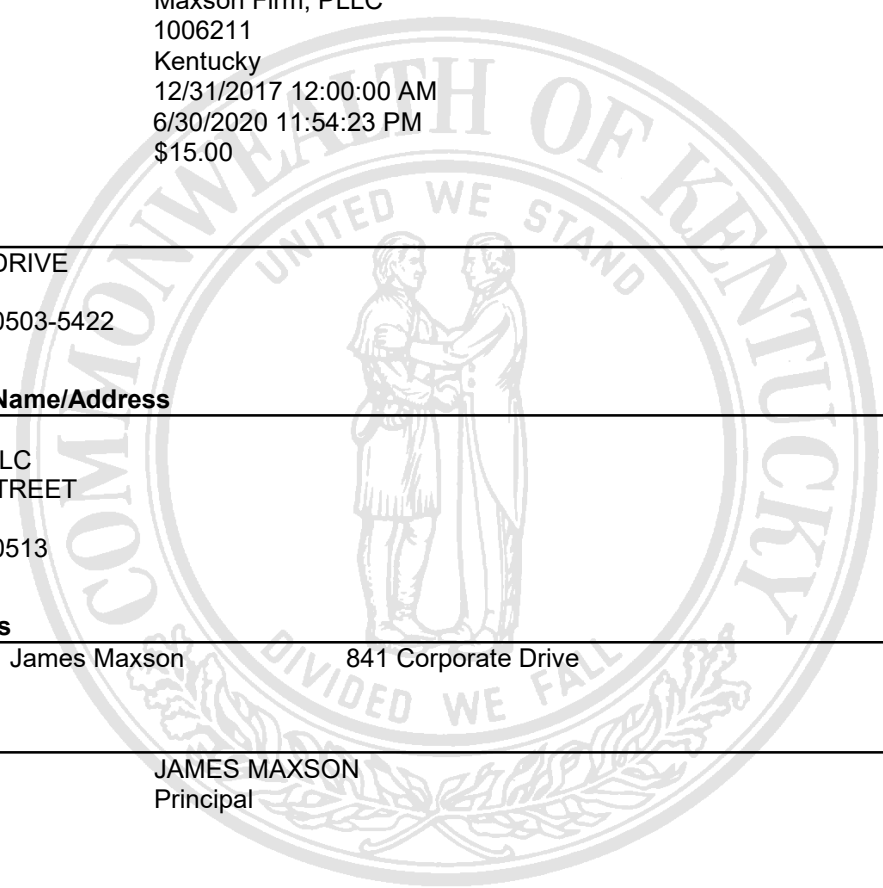 Maxson Firm, PLLC
1006211
Kentucky
12/31/2017 12:00:00 AM
6/30/2020 11:54:23 PM
$15.00
DRIVE
0503-5422
Name/Address
LC
TREET
0513
s
James Maxson 841 Corporate Drive
JAMES MAXSON
Principal
COMMONWEALTH OF KENTUCKY
UNITED WE STAND
DIVIDED WE FALL